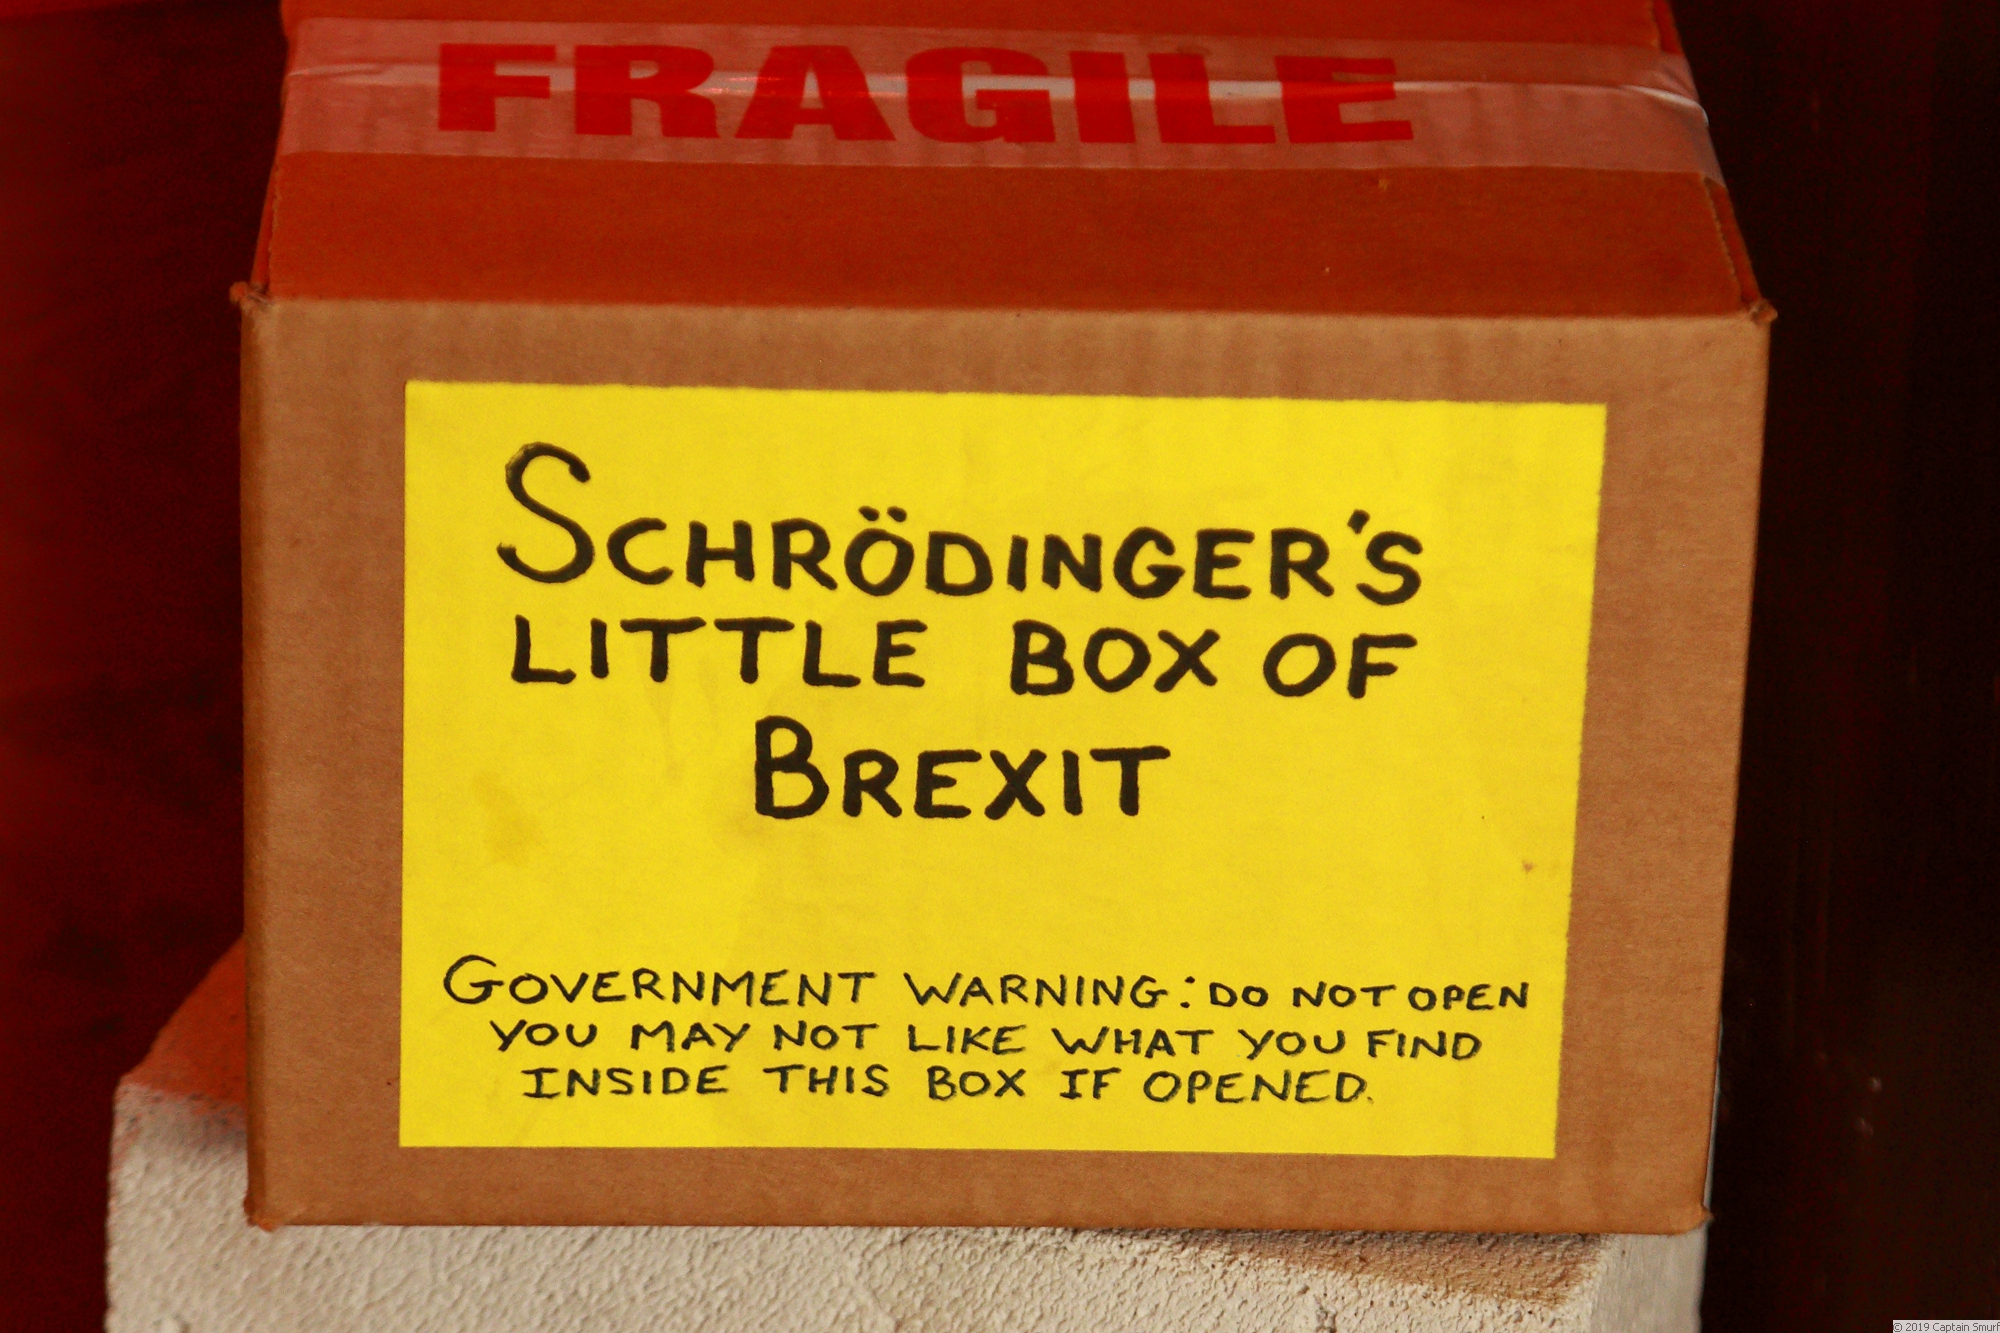 FRAGILE
SCHRÖDINGER'S
LITTLE BOX OF
BREXIT
GOVERNMENT WARNING: DO NOT OPEN
YOU MAY NOT LIKE WHAT YOU FIND
INSIDE THIS BOX IF OPENED.
© 2019 Captain Smurf